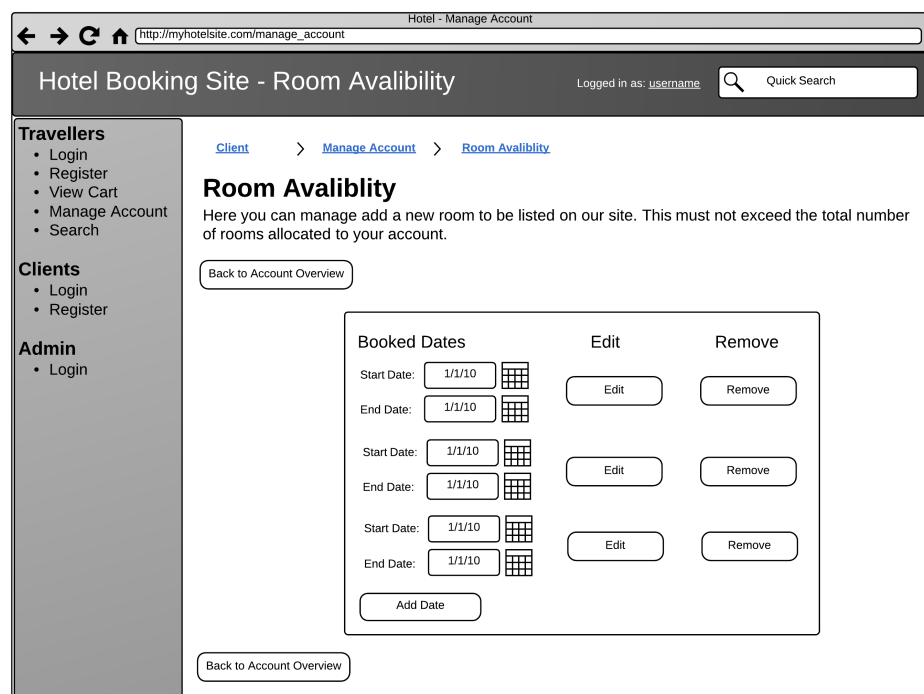 Hotel - Manage Account
http://myhotelsite.com/manage_account
Hotel Booking Site - Room Avalibility
Logged in as: username
Quick Search
Travellers
• Login
• Register
• View Cart
• Manage Account
• Search
Clients
• Login
• Register
Admin
• Login
Client
Manage Account
Room Avaliblity
Room Avaliblity
Here you can manage add a new room to be listed on our site. This must not exceed the total number
of rooms allocated to your account.
Back to Account Overview
Booked Dates Edit Remove
Start Date: 1/1/10
Edit Remove
End Date: 1/1/10
Start Date: 1/1/10
Edit Remove
End Date: 1/1/10
Start Date: 1/1/10
Edit Remove
End Date: 1/1/10
Add Date
Back to Account Overview